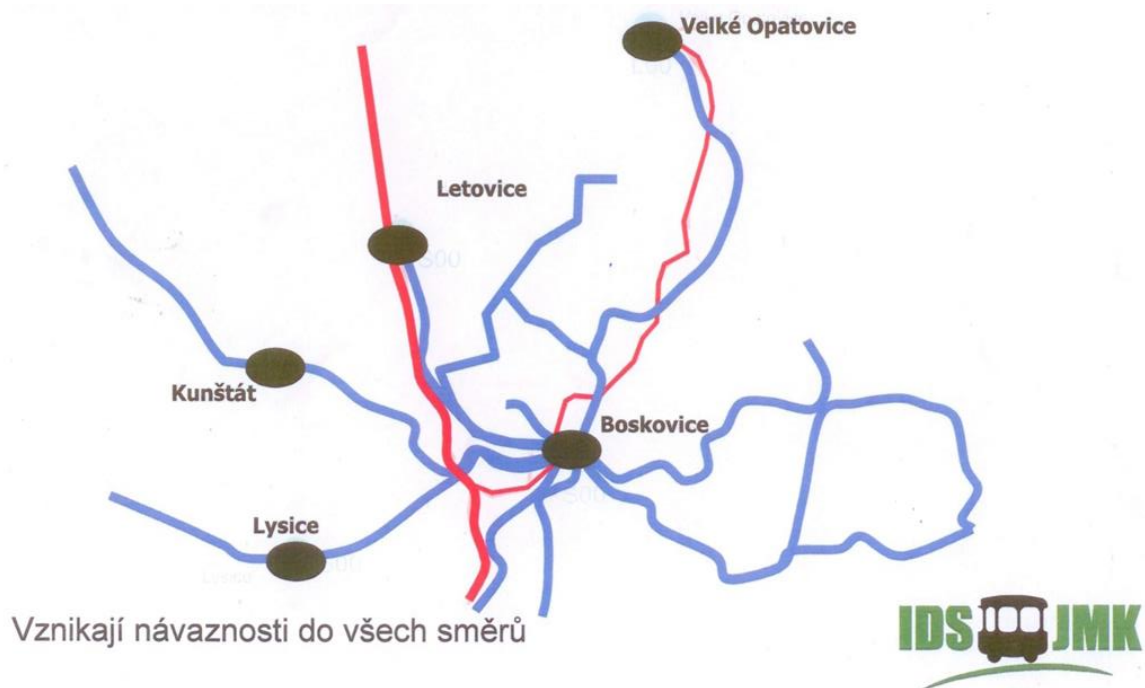 Velké Opatovice
Letovice
Kunštát
Boskovice
Lysice
Vznikají návaznosti do všech směrů
IDS JMK